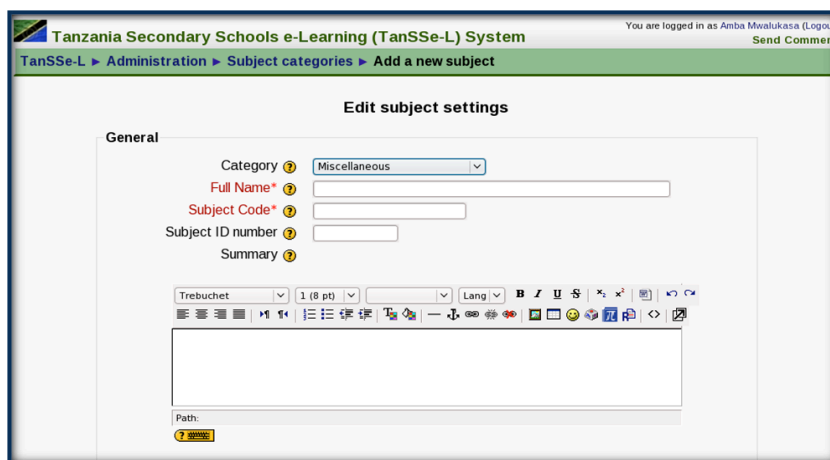 You are logged in as Amba Mwalukasa (Logou
Tanzania Secondary Schools e-Learning (TanSSe-L) System
Send Commen
TanSSe-L ► Administration ► Subject categories ► Add a new subject
Edit subject settings
General
Category ? Miscellaneous
Full Name* ?
Subject Code* ?
Subject ID number ?
Summary ?
Trebuchet 1 (8 pt) Lang B I U S x₂ x²
Path:
?